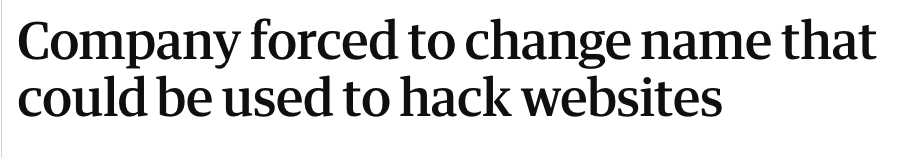 Company forced to change name that
could be used to hack websites